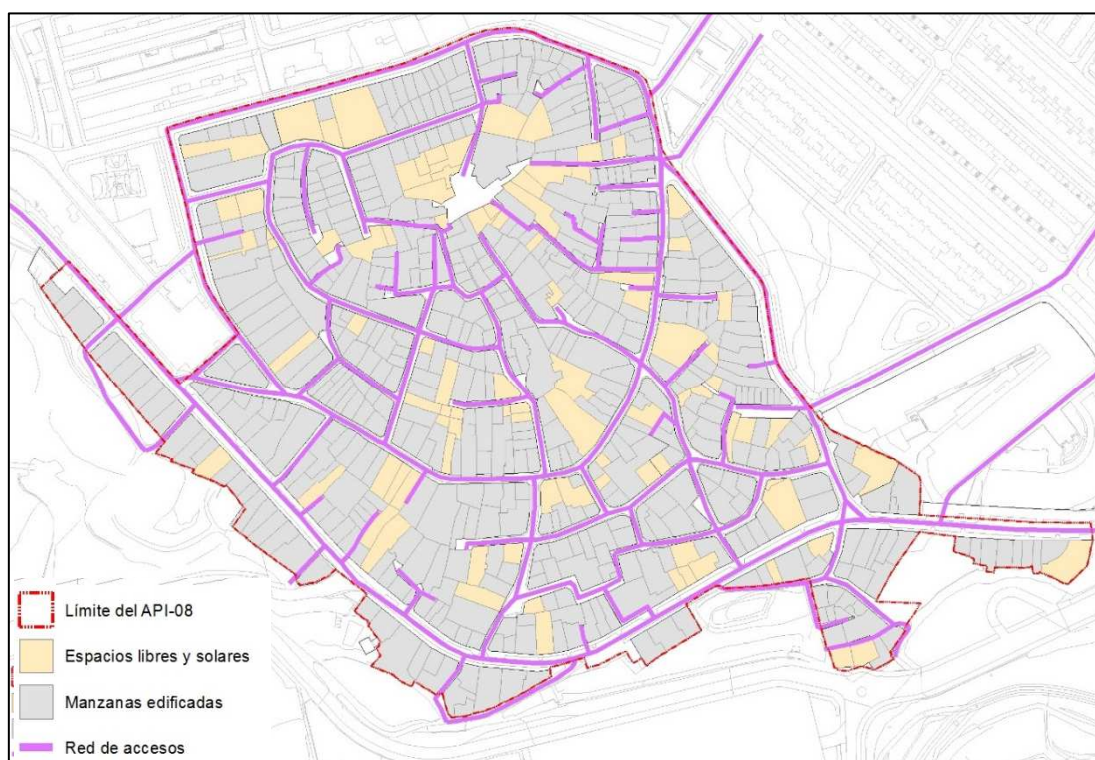 Límite del API-08
Espacios libres y solares
Manzanas edificadas
Red de accesos